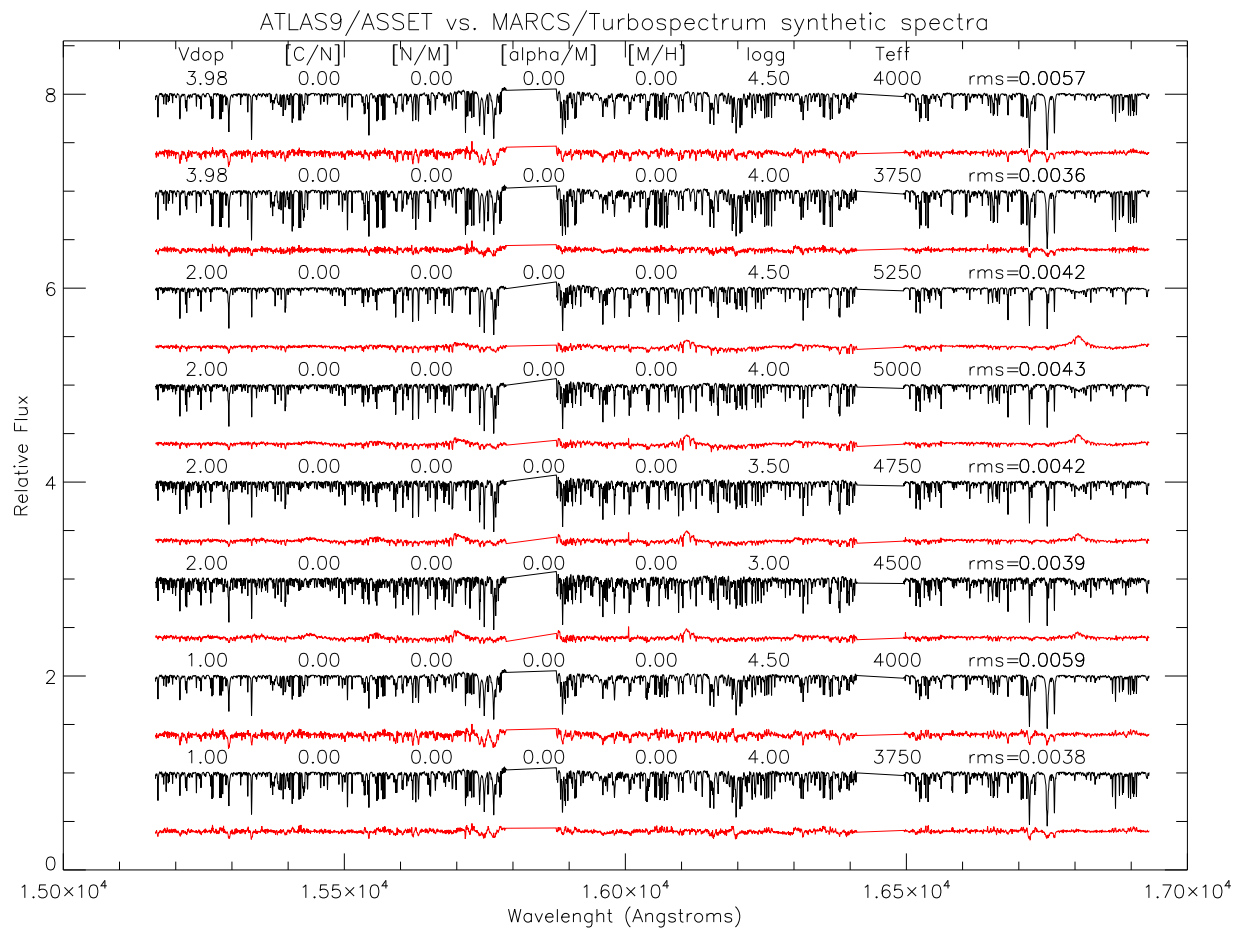 ATLAS9/ASSET vs. MARCS/Turbospectrum synthetic spectra
Vdop [C/N] [N/M] [alpha/M] [M/H] logg Teff
3.98 0.00 0.00 0.00 0.00 4.50 4000 rms=0.0057
8
3.98 0.00 0.00 0.00 0.00 4.00 3750 rms=0.0036
2.00 0.00 0.00 0.00 0.00 4.50 5250 rms=0.0042
6
2.00 0.00 0.00 0.00 0.00 4.00 5000 rms=0.0043
2.00 0.00 0.00 0.00 0.00 3.50 4750 rms=0.0042
4
2.00 0.00 0.00 0.00 0.00 3.00 4500 rms=0.0039
1.00 0.00 0.00 0.00 0.00 4.50 4000 rms=0.0059
2
1.00 0.00 0.00 0.00 0.00 4.00 3750 rms=0.0038
0
Relative Flux
1.50×10⁴ 1.55×10⁴ 1.60×10⁴ 1.65×10⁴ 1.70×10⁴
Wavelenght (Angstroms)